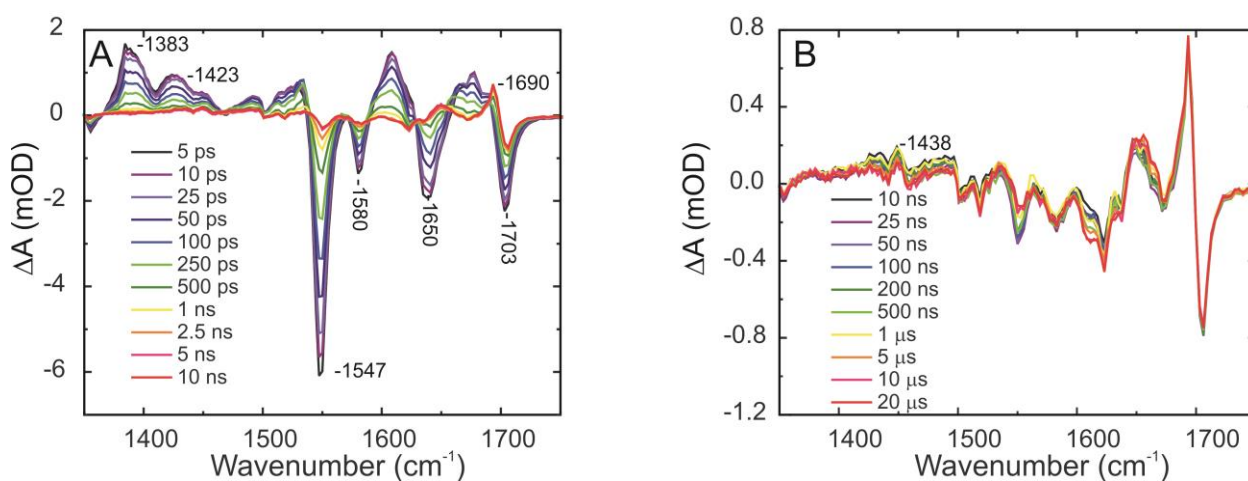 A
ΔA (mOD)
2
0
-2
-4
-6
-1383
-1423
-1690
-1580
-1650
-1703
-1547
5 ps
10 ps
25 ps
50 ps
100 ps
250 ps
500 ps
1 ns
2.5 ns
5 ns
10 ns
1400 1500 1600 1700
Wavenumber (cm⁻¹)
B
ΔA (mOD)
0.8
0.4
0.0
-0.4
-0.8
-1.2
-1438
10 ns
25 ns
50 ns
100 ns
200 ns
500 ns
1 μs
5 μs
10 μs
20 μs
1400 1500 1600 1700
Wavenumber (cm⁻¹)